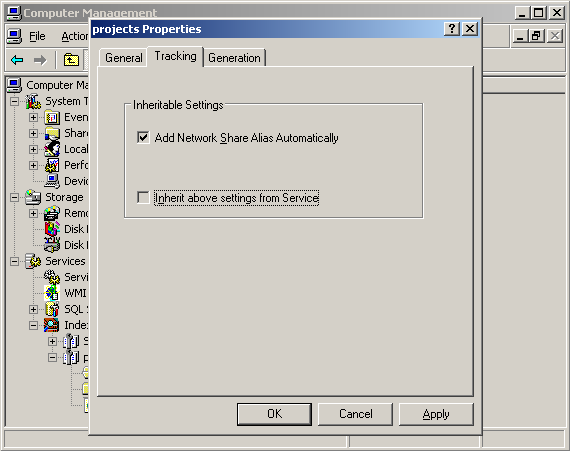 Computer Management
File Action
projects Properties
General Tracking Generation
Inheritable Settings
Add Network Share Alias Automatically
Inherit above settings from Service
OK Cancel Apply
Computer Ma
System T
Even
Share
Local
Perfo
Devic
Storage
Remo
Disk
Disk
Services
Servi
WMI
SQL S
Index
S
p